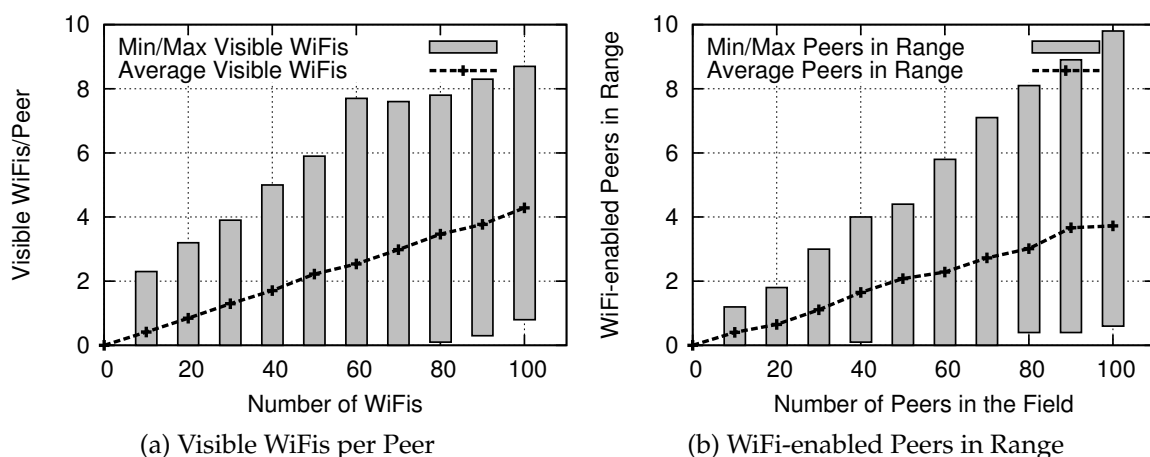 10
8
6
4
2
0
Visible WiFis/Peer
Min/Max Visible WiFis
Average Visible WiFis
0 20 40 60 80 100
Number of WiFis
(a) Visible WiFis per Peer
10
8
6
4
2
0
WiFi-enabled Peers in Range
Min/Max Peers in Range
Average Peers in Range
0 20 40 60 80 100
Number of Peers in the Field
(b) WiFi-enabled Peers in Range